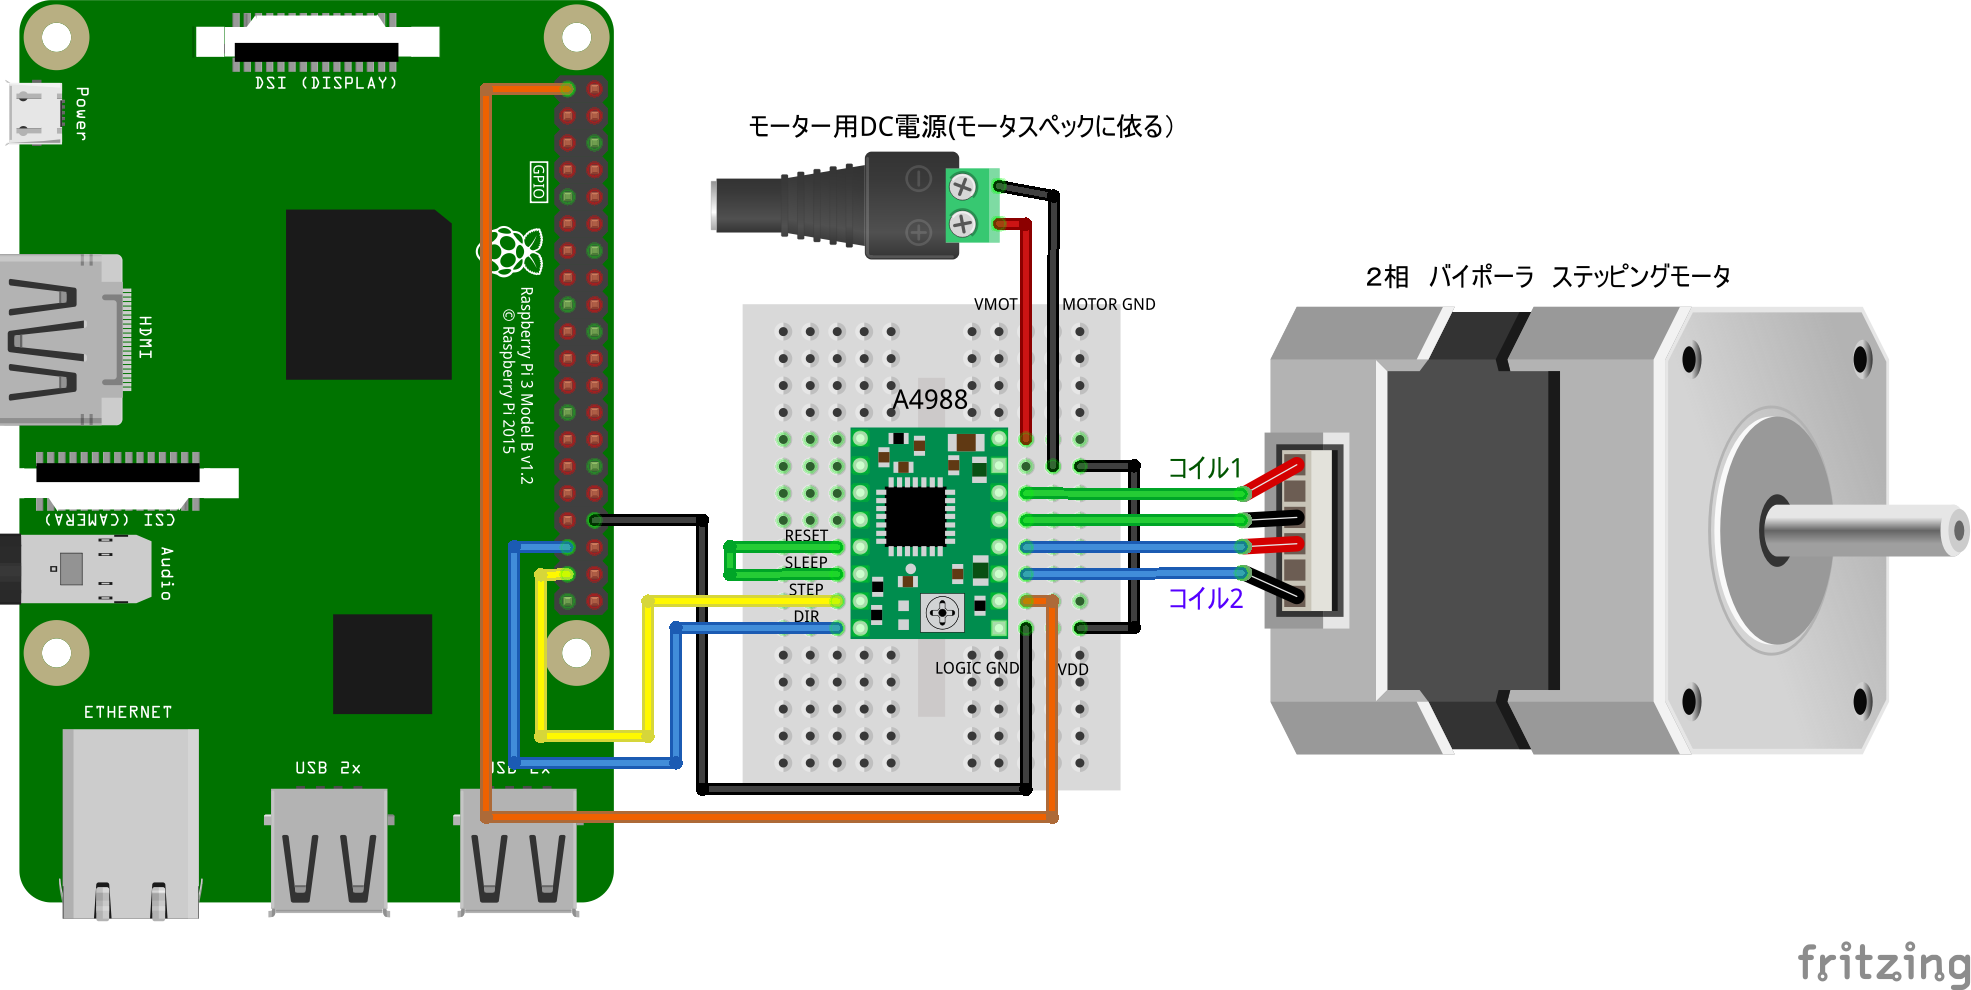 DSI (DISPLAY)
Power
モーター用DC電源(モータスペックに依る）
GPIO
２相　バイポーラ　ステッピングモータ
VMOT
MOTOR GND
HDMI
Raspberry Pi 3 Model B v1.2
© Raspberry Pi 2015
A4988
コイル1
CSI (CAMERA)
RESET
Audio
SLEEP
STEP
コイル2
DIR
LOGIC GND
VDD
ETHERNET
USB 2x
USB 2x
fritzing